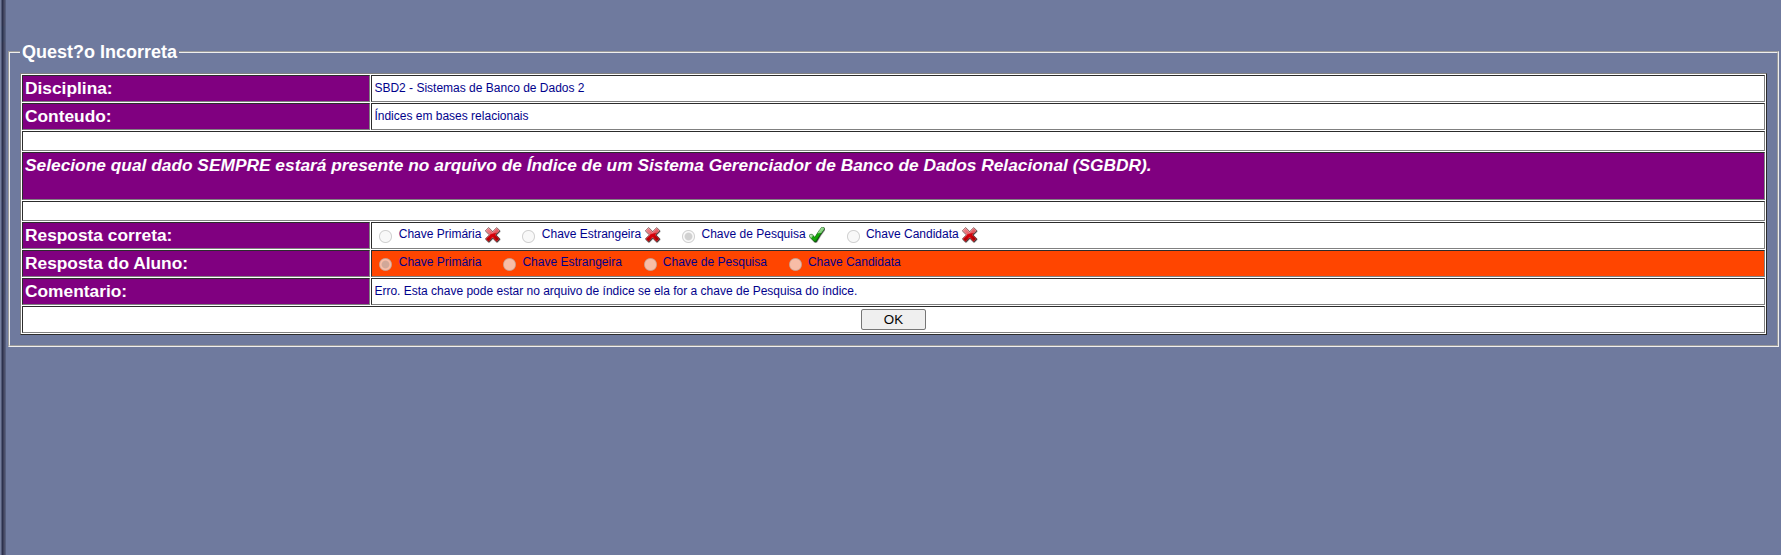 Quest?o Incorreta
Disciplina: SBD2 - Sistemas de Banco de Dados 2
Conteudo: Índices em bases relacionais
Selecione qual dado SEMPRE estará presente no arquivo de Índice de um Sistema Gerenciador de Banco de Dados Relacional (SGBDR).
Resposta correta: Chave Primária Chave Estrangeira Chave de Pesquisa Chave Candidata
Resposta do Aluno: Chave Primária Chave Estrangeira Chave de Pesquisa Chave Candidata
Comentario: Erro. Esta chave pode estar no arquivo de índice se ela for a chave de Pesquisa do índice.
OK